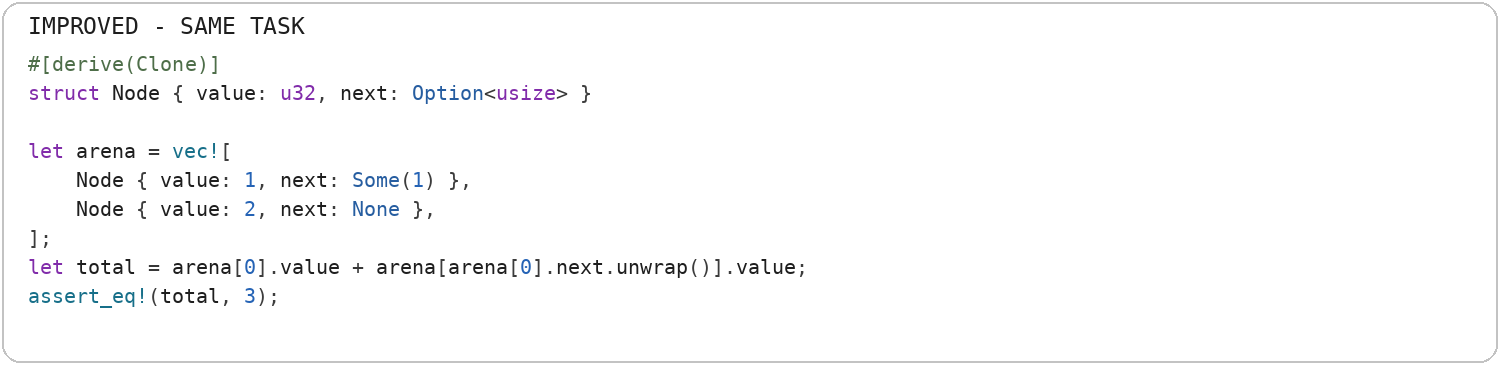 IMPROVED - SAME TASK
#[derive(Clone)]
struct Node { value: u32, next: Option<usize> }
let arena = vec![
    Node { value: 1, next: Some(1) },
    Node { value: 2, next: None },
];
let total = arena[0].value + arena[arena[0].next.unwrap()].value;
assert_eq!(total, 3);